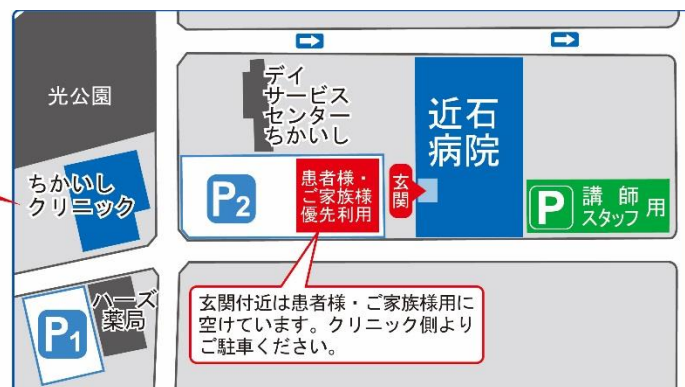 光公園
デイ
サービス
センター
ちかいし
近石
病院
ちかいし
クリニック
P2
患者様・
ご家族様
優先利用
玄関
P
講師
スタッフ
用
P1
ハーズ
薬局
玄関付近は患者様・ご家族様用に
空けています。クリニック側より
ご駐車ください。